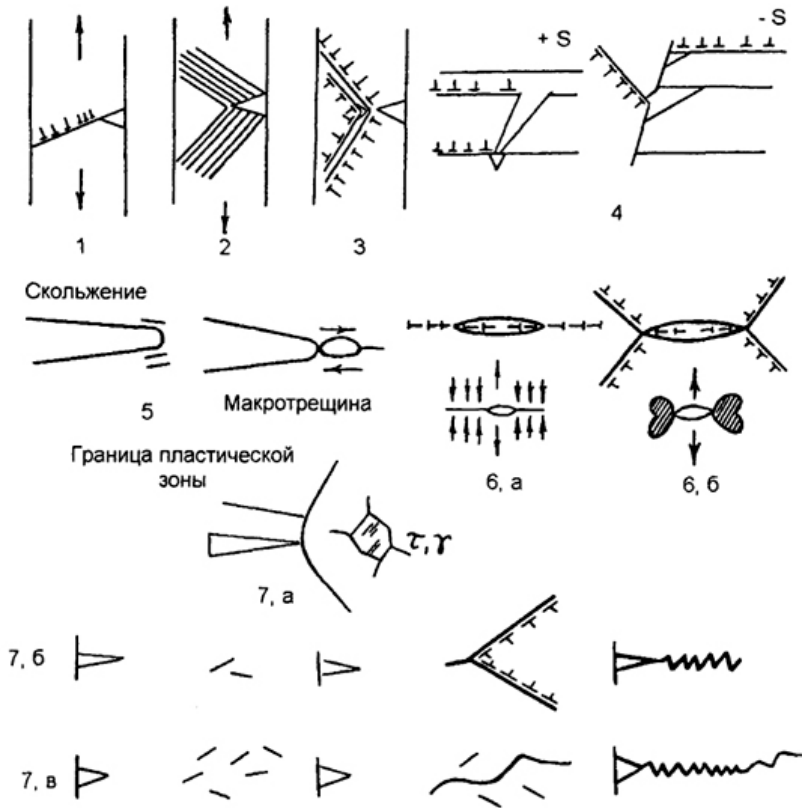 + S
- S
1
2
3
4
Скольжение
5
Макротрещина
6, а
6, б
Граница пластической
зоны
τ, γ
7, а
7, б
7, в